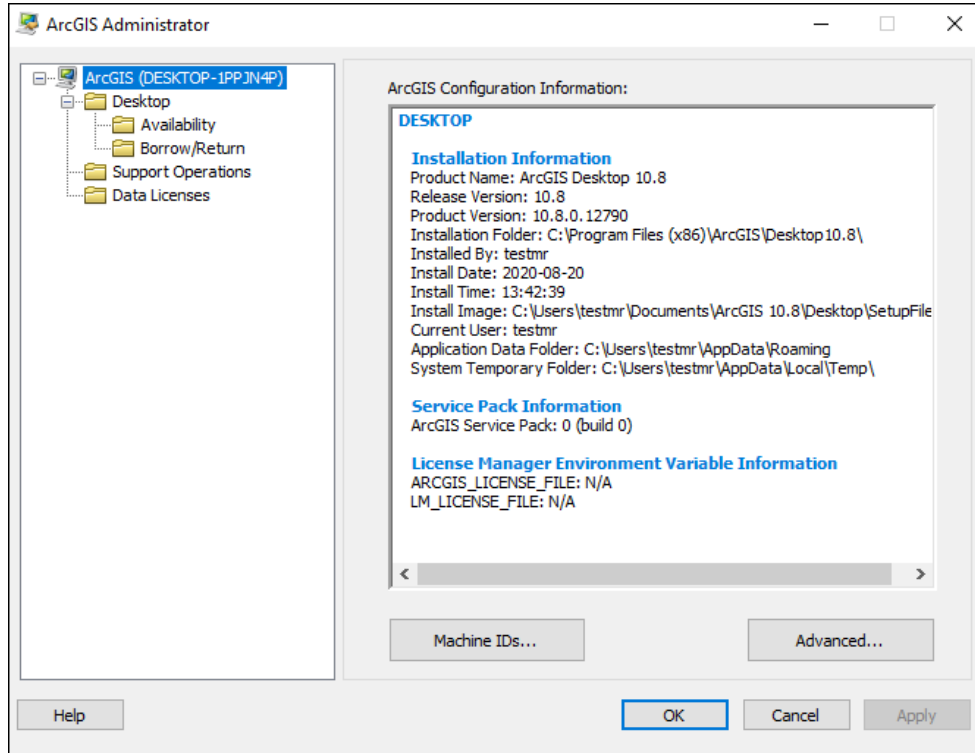 ArcGIS Administrator
ArcGIS (DESKTOP-1PPJN4P)
Desktop
Availability
Borrow/Return
Support Operations
Data Licenses
ArcGIS Configuration Information:
DESKTOP
Installation Information
Product Name: ArcGIS Desktop 10.8
Release Version: 10.8
Product Version: 10.8.0.12790
Installation Folder: C:\Program Files (x86)\ArcGIS\Desktop10.8\
Installed By: testmr
Install Date: 2020-08-20
Install Time: 13:42:39
Install Image: C:\Users\testmr\Documents\ArcGIS 10.8\Desktop\SetupFile
Current User: testmr
Application Data Folder: C:\Users\testmr\AppData\Roaming
System Temporary Folder: C:\Users\testmr\AppData\Local\Temp\
Service Pack Information
ArcGIS Service Pack: 0 (build 0)
License Manager Environment Variable Information
ARCGIS_LICENSE_FILE: N/A
LM_LICENSE_FILE: N/A
Machine IDs...
Advanced...
Help
OK
Cancel
Apply